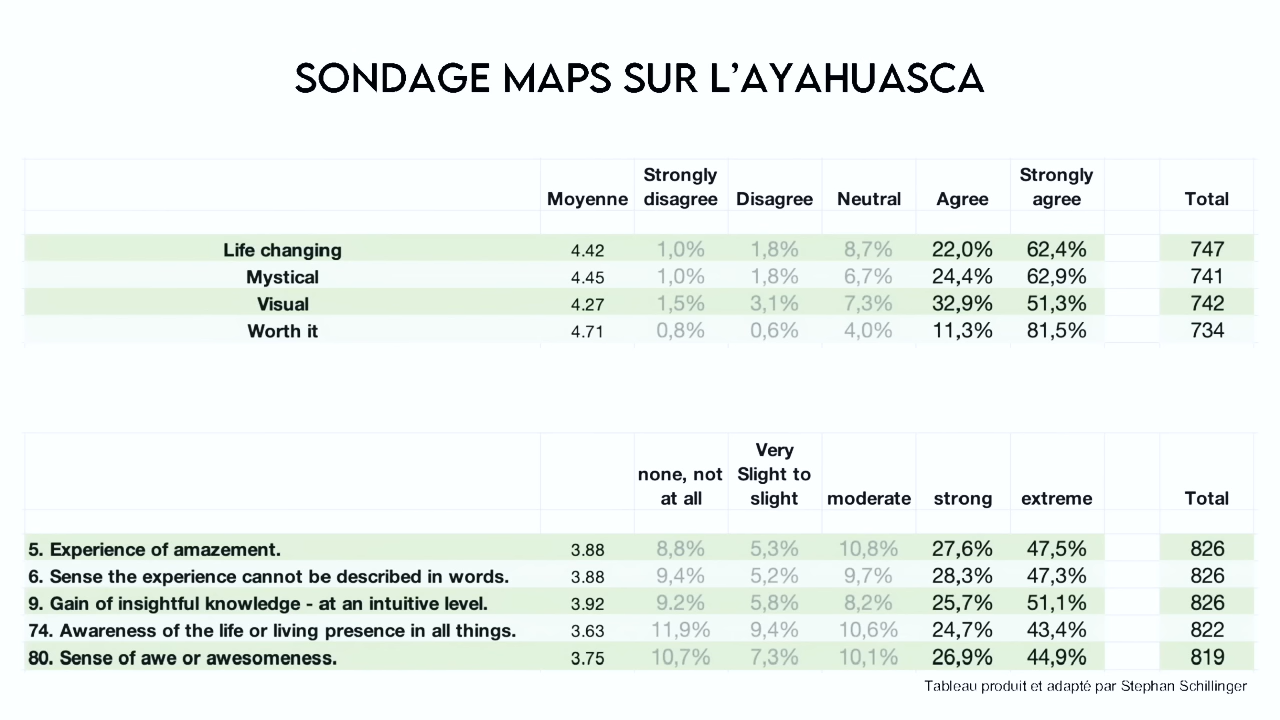 SONDAGE MAPS SUR L'AYAHUASCA
Moyenne Strongly disagree Disagree Neutral Agree Strongly agree Total
Life changing 4.42 1,0% 1,8% 8,7% 22,0% 62,4% 747
Mystical 4.45 1,0% 1,8% 6,7% 24,4% 62,9% 741
Visual 4.27 1,5% 3,1% 7,3% 32,9% 51,3% 742
Worth it 4.71 0,8% 0,6% 4,0% 11,3% 81,5% 734
none, not at all Very Slight to slight moderate strong extreme Total
5. Experience of amazement. 3.88 8,8% 5,3% 10,8% 27,6% 47,5% 826
6. Sense the experience cannot be described in words. 3.88 9,4% 5,2% 9,7% 28,3% 47,3% 826
9. Gain of insightful knowledge - at an intuitive level. 3.92 9.2% 5,8% 8,2% 25,7% 51,1% 826
74. Awareness of the life or living presence in all things. 3.63 11,9% 9,4% 10,6% 24,7% 43,4% 822
80. Sense of awe or awesomeness. 3.75 10,7% 7,3% 10,1% 26,9% 44,9% 819
Tableau produit et adapté par Stephan Schillinger